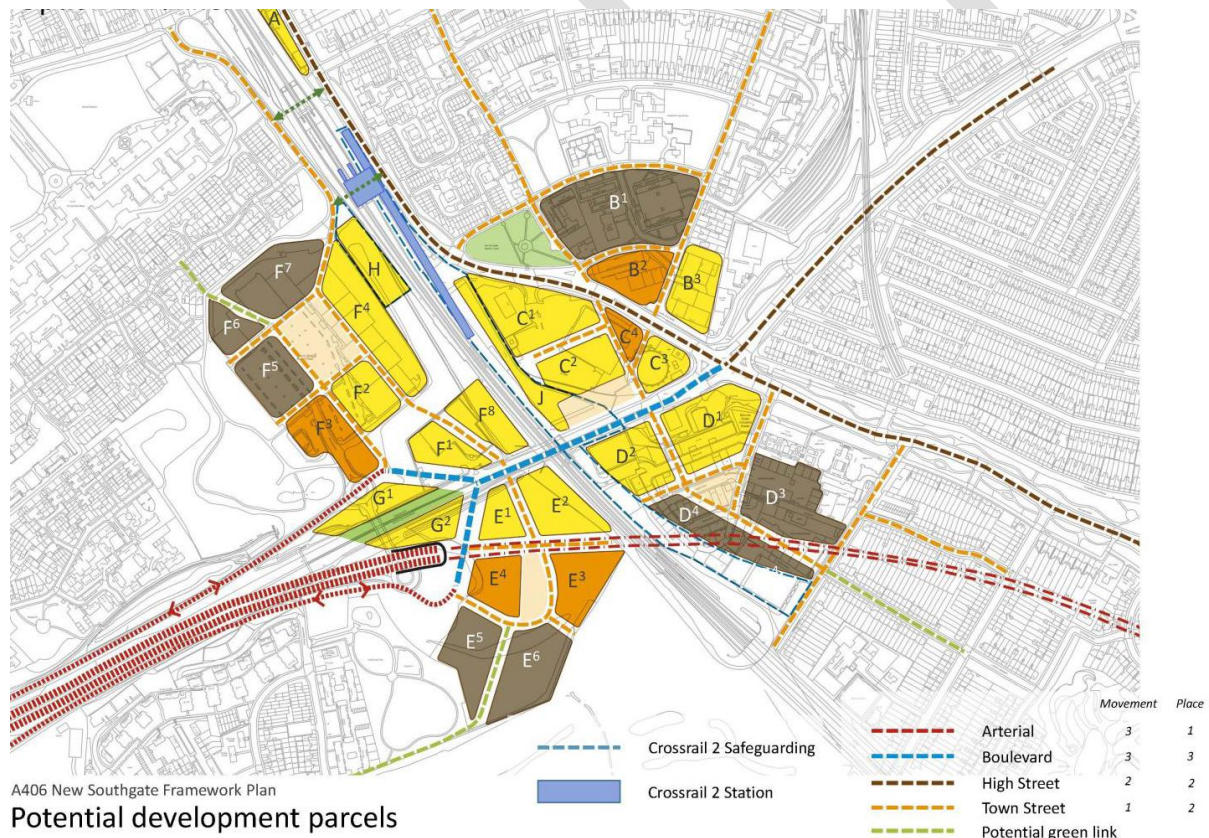 A
B1
B2
B3
H
F7
F4
F6
F5
F2
F3
F1
F8
C1
C2
C4
C3
J
D1
D2
D3
D4
G1
G2
E1
E2
E4
E3
E5
E6
Crossrail 2 Safeguarding
Crossrail 2 Station
Movement Place
Arterial 3 1
Boulevard 3 3
High Street 2 2
Town Street 1 2
Potential green link
A406 New Southgate Framework Plan
Potential development parcels